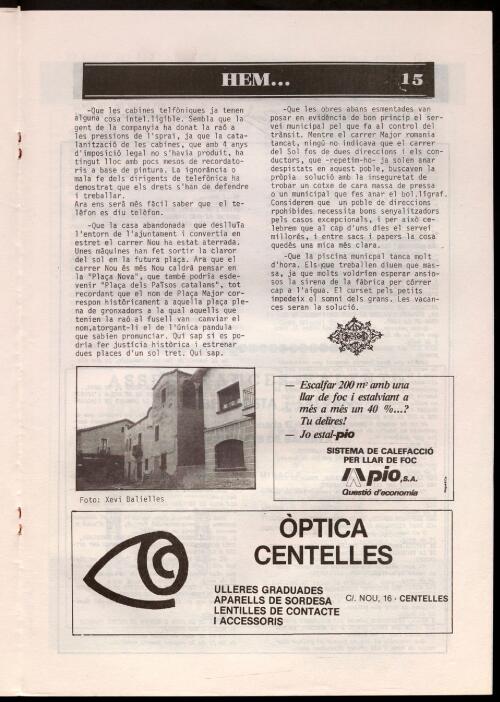 HEM...
15
-Que les cabines telfòniques ja tenen
alguna cosa intel.ligible. Sembla que la
gent de la companyia ha donat la raó a
les pressions de l'sprai, ja que la cata-
lanització de les cabines, que amb 4 anys
d'imposició legal no s'havia produït, ha
tingut lloc amb pocs mesos de recordato-
ris a base de pintura. La ignorància o
mala fe dels dirigents de telefònica ha
demostrat que els drets s'han de defendre
i treballar.
Ara ens serà més fàcil saber que el te-
lèfon es diu telèfon.
-Que la casa abandonada que deslluïa
l'entorn de l'ajuntament i convertia en
estret el carrer Nou ha estat aterrada.
Unes màquines han fet sortir la claror
del sol en la futura plaça. Ara que el
carrer Nou és més Nou caldrà pensar en
la "Plaça Nova", que també podria esde-
venir "Plaça dels Països catalans", tot
recordant que el nom de Plaça Major cor-
respon històricament a aquella plaça ple-
na de gronxadors a la qual aquells que
tenien la raó al fusell van canviar el
nom,atorgant-li el de l'única pandula
que sabien pronunciar. Qui sap si es po-
dria fer justícia històrica i estrenar
dues places d'un sol tret. Qui sap.
-Que les obres abans esmentades van
posar en evidència de bon principi el ser-
vei municipal pel que fa al control del
trànsit. Mentre el carrer Major romania
tancat, ningú-no indicava que el carrer
del Sol fos de dues direccions i els con-
ductors, que -repetim-ho- ja solen anar
despistats en aquest poble, buscaven la
pròpia solució amb la inseguretat de
trobar un cotxe de cara massa de pressa
o un municipal que fes anar el bol.lígraf.
Considerem que un poble de direccions
rpohibides necessita bons senyalitzadors
pels casos excepcionals, i per això ce-
lebrem que al cap d'uns dies el servei
millorés, i entre sacs i papers la cosa
quedés una mica més clara.
-Que la piscina municpal tanca molt
d'hora. Els que treballen diuen que mas-
sa, ja que molts voldrien esperar ansio-
sos la sirena de la fàbrica per córrer
cap a l'aigua. El curset pels petits
impedeix el somni dels grans. Les vacan-
ces seran la solució.
Foto: Xevi Dalielles
— Escalfar 200 m² amb una
llar de foc i estalviant a
més a més un 40 %...?
Tu delires!
— Jo estal-pio
SISTEMA DE CALEFACCIÓ
PER LLAR DE FOC
pio, S.A.
Qüestió d'economia
ÒPTICA
CENTELLES
ULLERES GRADUADES
APARELLS DE SORDESA
LENTILLES DE CONTACTE
I ACCESSORIS
C/. NOU, 16 - CENTELLES